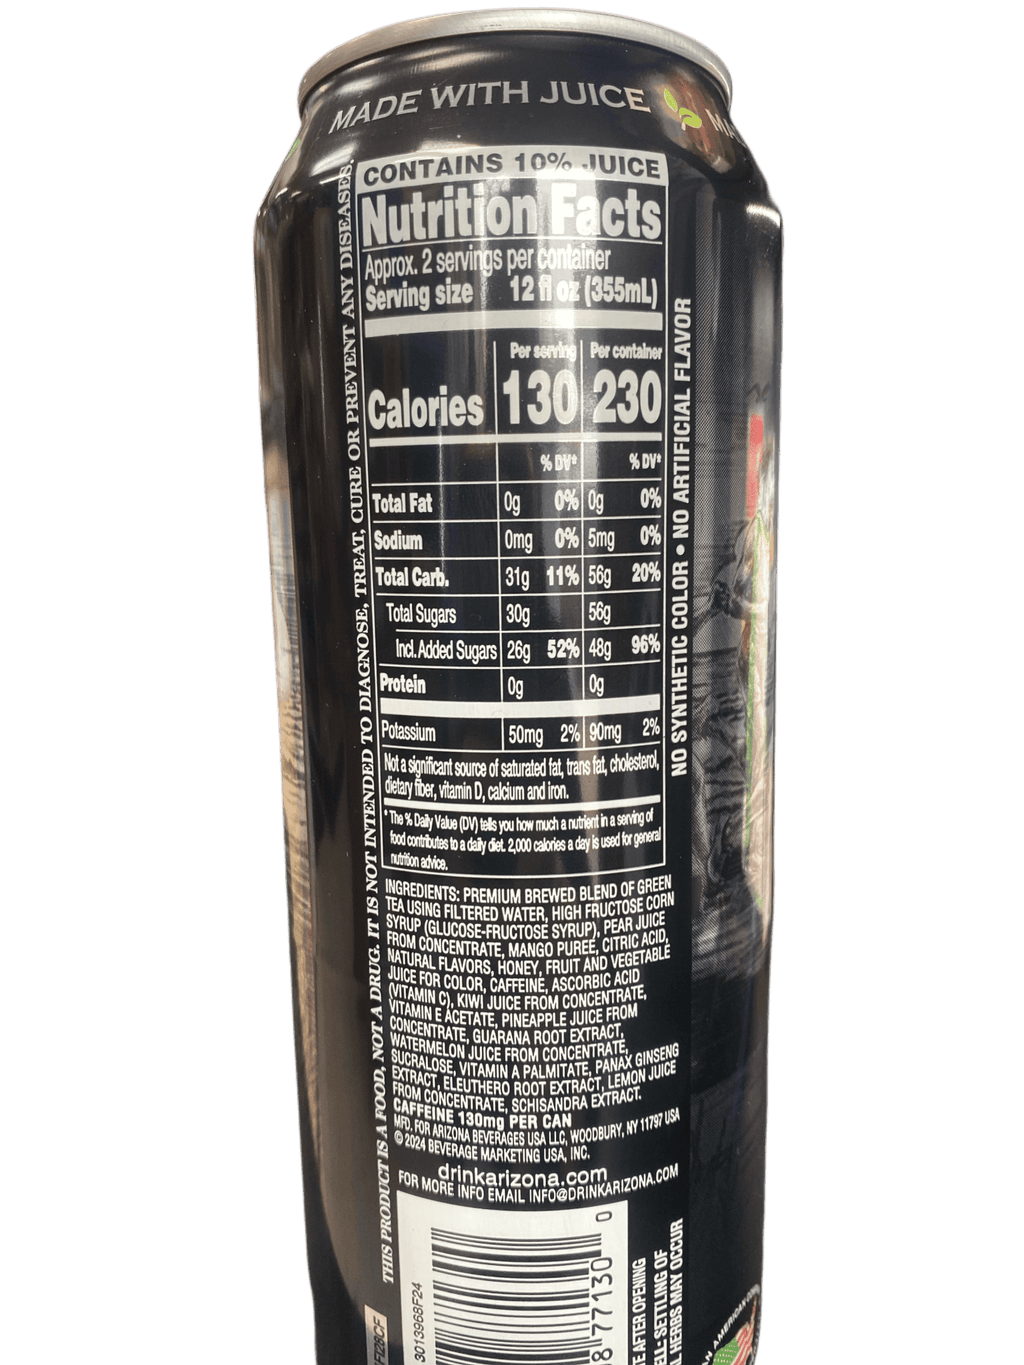 MADE WITH JUICE
CONTAINS 10% JUICE
Nutrition Facts
Approx. 2 servings per container
Serving size 12 fl oz (355mL)
Per serving Per container
Calories 130 230
% DV* % DV*
Total Fat 0g 0% 0g 0%
Sodium 0mg 0% 5mg 0%
Total Carb. 31g 11% 56g 20%
Total Sugars 30g 56g
Incl. Added Sugars 26g 52% 48g 96%
Protein 0g 0g
Potassium 50mg 2% 90mg 2%
Not a significant source of saturated fat, trans fat, cholesterol,
dietary fiber, vitamin D, calcium and iron.
*The % Daily Value (DV) tells you how much a nutrient in a serving of
food contributes to a daily diet. 2,000 calories a day is used for general
nutrition advice.
INGREDIENTS: PREMIUM BREWED BLEND OF GREEN
TEA USING FILTERED WATER, HIGH FRUCTOSE CORN
SYRUP (GLUCOSE-FRUCTOSE SYRUP), PEAR JUICE
FROM CONCENTRATE, MANGO PUREE, CITRIC ACID,
NATURAL FLAVORS, HONEY, FRUIT AND VEGETABLE
JUICE FOR COLOR, CAFFEINE, ASCORBIC ACID
(VITAMIN C), KIWI JUICE FROM CONCENTRATE,
VITAMIN E ACETATE, PINEAPPLE JUICE FROM
CONCENTRATE, GUARANA ROOT EXTRACT,
WATERMELON JUICE FROM CONCENTRATE,
SUCRALOSE, VITAMIN A PALMITATE, PANAX GINSENG
EXTRACT, ELEUTHERO ROOT EXTRACT, LEMON JUICE
FROM CONCENTRATE, SCHISANDRA EXTRACT.
CAFFEINE 130mg PER CAN
MFD. FOR ARIZONA BEVERAGES USA LLC, WOODBURY, NY 11797 USA
© 2024 BEVERAGE MARKETING USA, INC.
drinkarizona.com
FOR MORE INFO EMAIL INFO@DRINKARIZONA.COM
THIS PRODUCT IS A FOOD, NOT A DRUG. IT IS NOT INTENDED TO DIAGNOSE, TREAT, CURE OR PREVENT ANY DISEASES.
NO SYNTHETIC COLOR • NO ARTIFICIAL FLAVOR
3013968F24
8 77130 0
AFTER OPENING
SETTLING OF
HERBS MAY OCCUR
AMERICAN